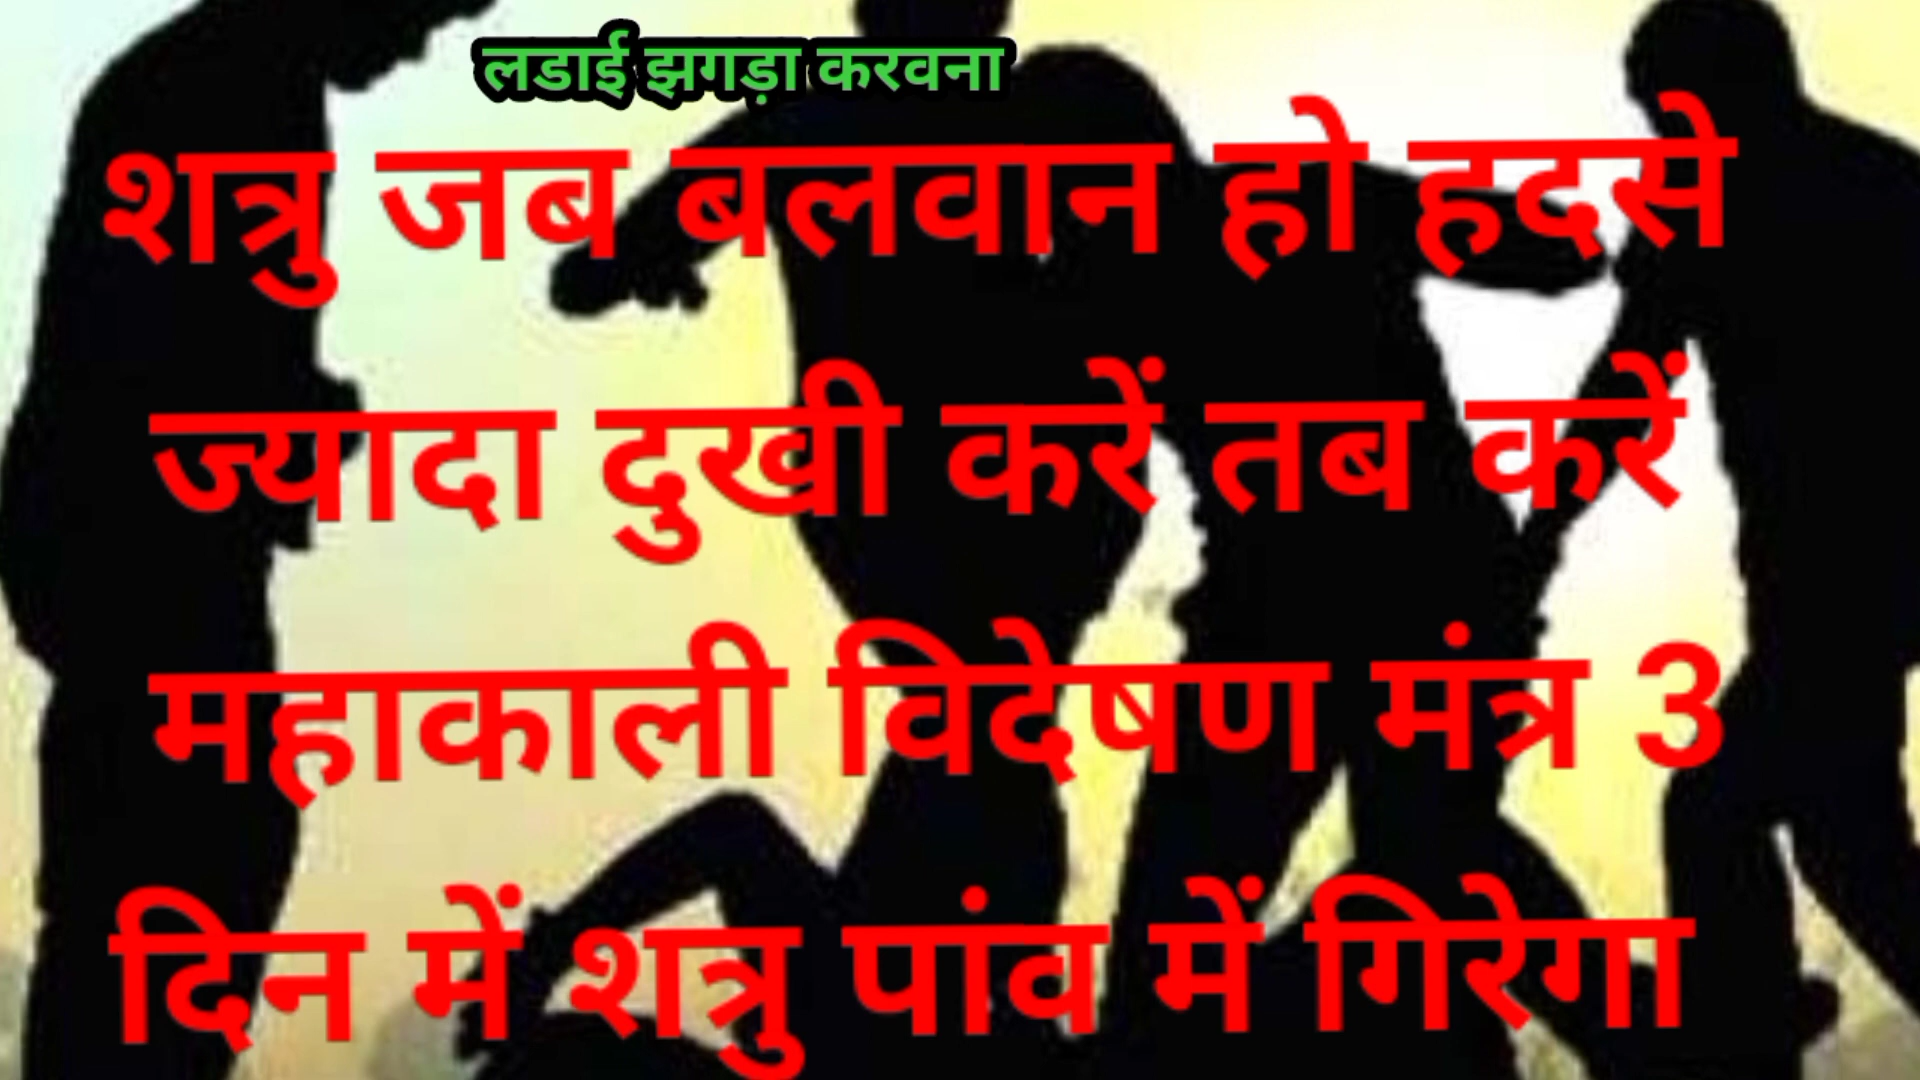 लडाई झगड़ा करवना
शत्रु जब बलवान हो हदसे
ज्यादा दुखी करें तब करें
महाकाली विदेषण मंत्र 3
दिन में शत्रु पांव में गिरेगा